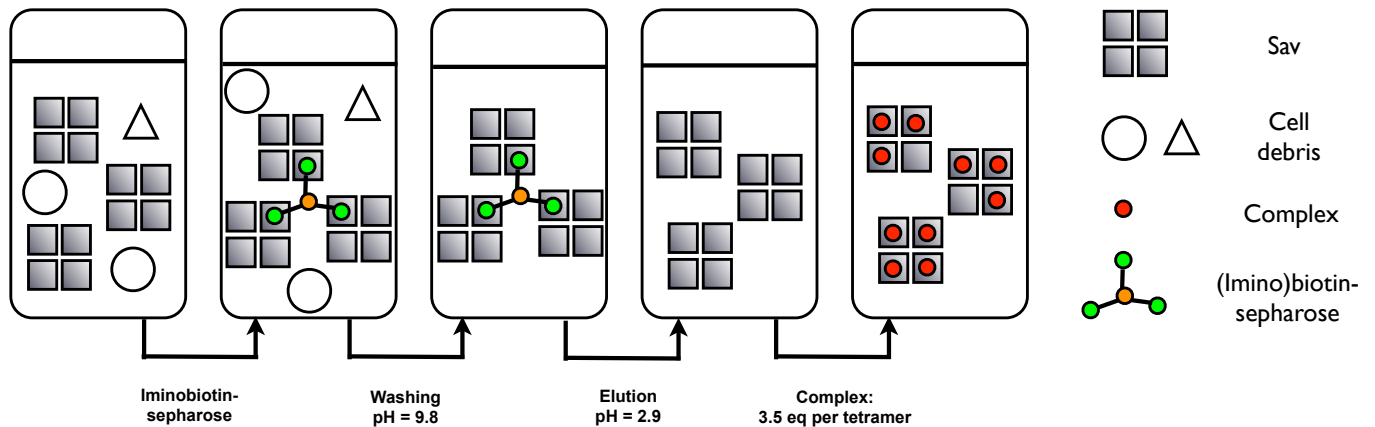 Sav
Cell
debris
Complex
(Imino)biotin-
sepharose
Iminobiotin-
sepharose
Washing
pH = 9.8
Elution
pH = 2.9
Complex:
3.5 eq per tetramer